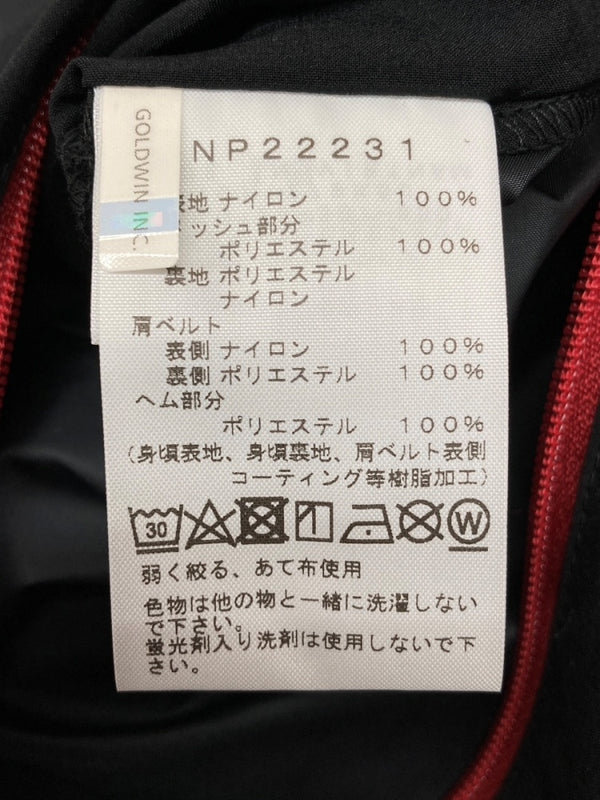 GOLDWIN INC.
NP22231
表地 ナイロン 100%
メッシュ部分
ポリエステル 100%
裏地 ポリエステル
ナイロン
肩ベルト
表側 ナイロン 100%
裏側 ポリエステル 100%
ヘム部分
ポリエステル 100%
(身頃表地、身頃裏地、肩ベルト表側
コーティング等樹脂加工)
30 W
弱く絞る、あて布使用
色物は他の物と一緒に洗濯しない
で下さい。
蛍光剤入り洗剤は使用しないで下
さい。